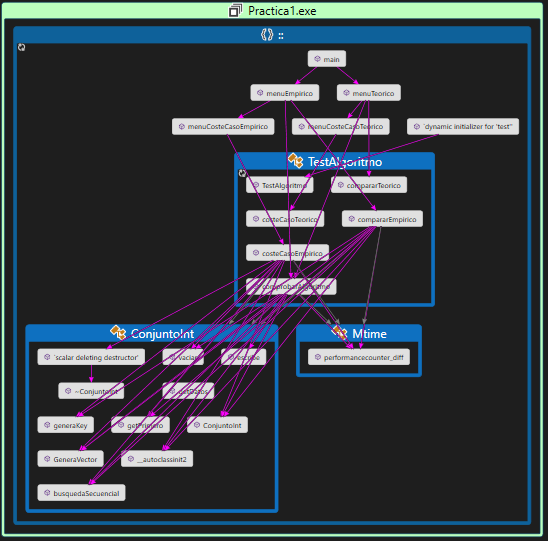 Practica1.exe
::
main
menuEmpirico
menuTeorico
menuCosteCasoEmpirico
menuCosteCasoTeorico
`dynamic initializer for 'test''
TestAlgoritmo
TestAlgoritmo
compararTeorico
costeCasoTeorico
compararEmpirico
costeCasoEmpirico
comprobarAlgoritmo
ConjuntoInt
Mtime
`scalar deleting destructor'
vaciar
escribe
performancecounter_diff
~ConjuntoInt
getDatos
generaKey
getPrimero
ConjuntoInt
GeneraVector
__autoclassinit2
busquedaSecuencial